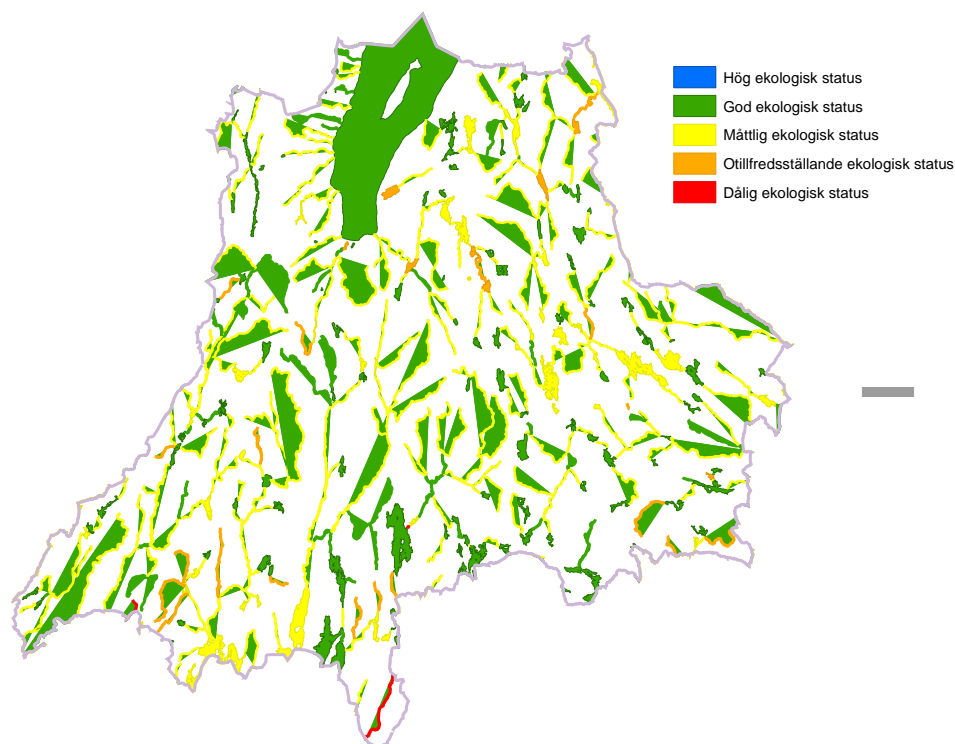 Hög ekologisk status
God ekologisk status
Måttlig ekologisk status
Otillfredsställande ekologisk status
Dålig ekologisk status